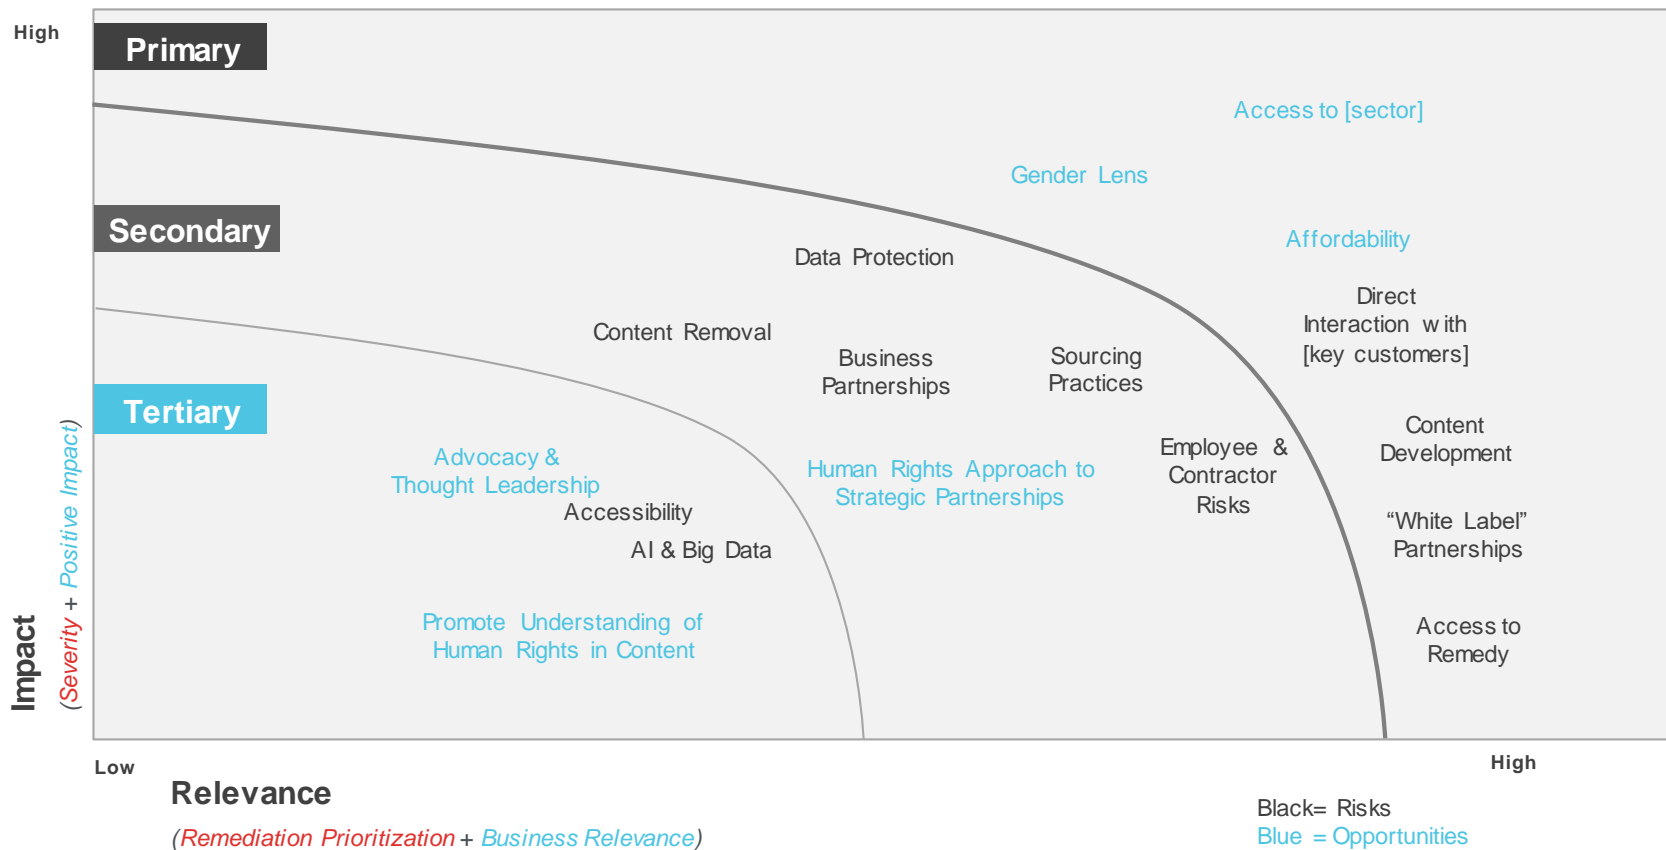 High
Primary
Access to [sector]
Gender Lens
Secondary
Affordability
Data Protection
Direct
Interaction with
[key customers]
Content Removal
Business
Partnerships
Sourcing
Practices
Tertiary
Content
Development
Employee &
Contractor
Risks
Advocacy &
Thought Leadership
Human Rights Approach to
Strategic Partnerships
Accessibility
AI & Big Data
“White Label”
Partnerships
Promote Understanding of
Human Rights in Content
Access to
Remedy
Impact
(Severity + Positive Impact)
Low
High
Relevance
(Remediation Prioritization + Business Relevance)
Black= Risks
Blue = Opportunities